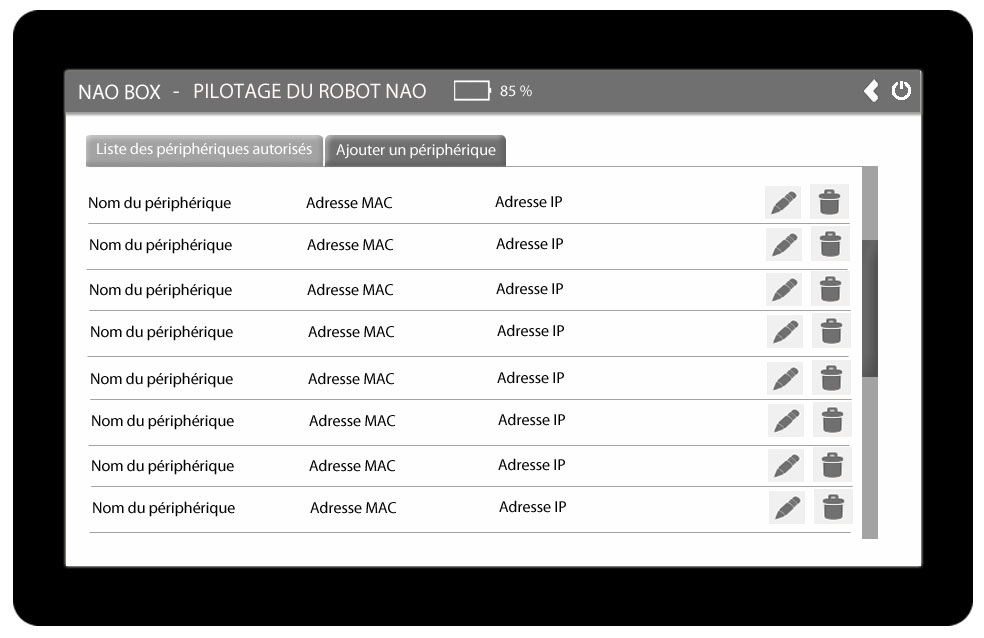 NAO BOX - PILOTAGE DU ROBOT NAO 85 %
Liste des périphériques autorisés Ajouter un périphérique
Nom du périphérique Adresse MAC Adresse IP
Nom du périphérique Adresse MAC Adresse IP
Nom du périphérique Adresse MAC Adresse IP
Nom du périphérique Adresse MAC Adresse IP
Nom du périphérique Adresse MAC Adresse IP
Nom du périphérique Adresse MAC Adresse IP
Nom du périphérique Adresse MAC Adresse IP
Nom du périphérique Adresse MAC Adresse IP